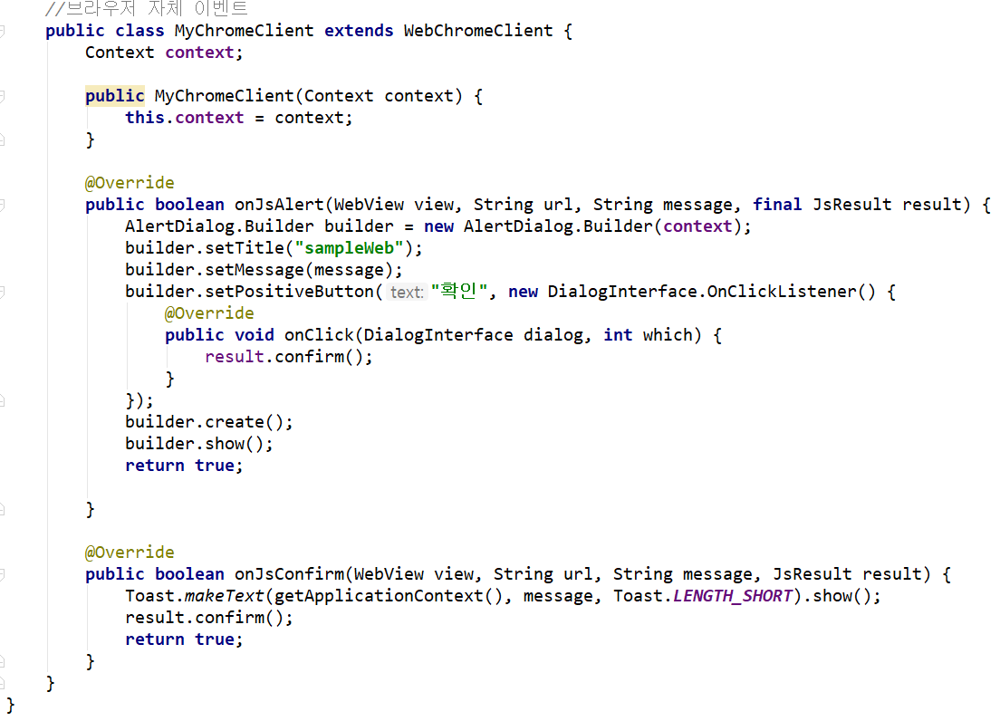 //브라우저 자체 이벤트
public class MyChromeClient extends WebChromeClient {
Context context;
public MyChromeClient(Context context) {
this.context = context;
}
@Override
public boolean onJsAlert(WebView view, String url, String message, final JsResult result) {
AlertDialog.Builder builder = new AlertDialog.Builder(context);
builder.setTitle("sampleWeb");
builder.setMessage(message);
builder.setPositiveButton( text: "확인", new DialogInterface.OnClickListener() {
@Override
public void onClick(DialogInterface dialog, int which) {
result.confirm();
}
});
builder.create();
builder.show();
return true;
}
@Override
public boolean onJsConfirm(WebView view, String url, String message, JsResult result) {
Toast.makeText(getApplicationContext(), message, Toast.LENGTH_SHORT).show();
result.confirm();
return true;
}
}
}